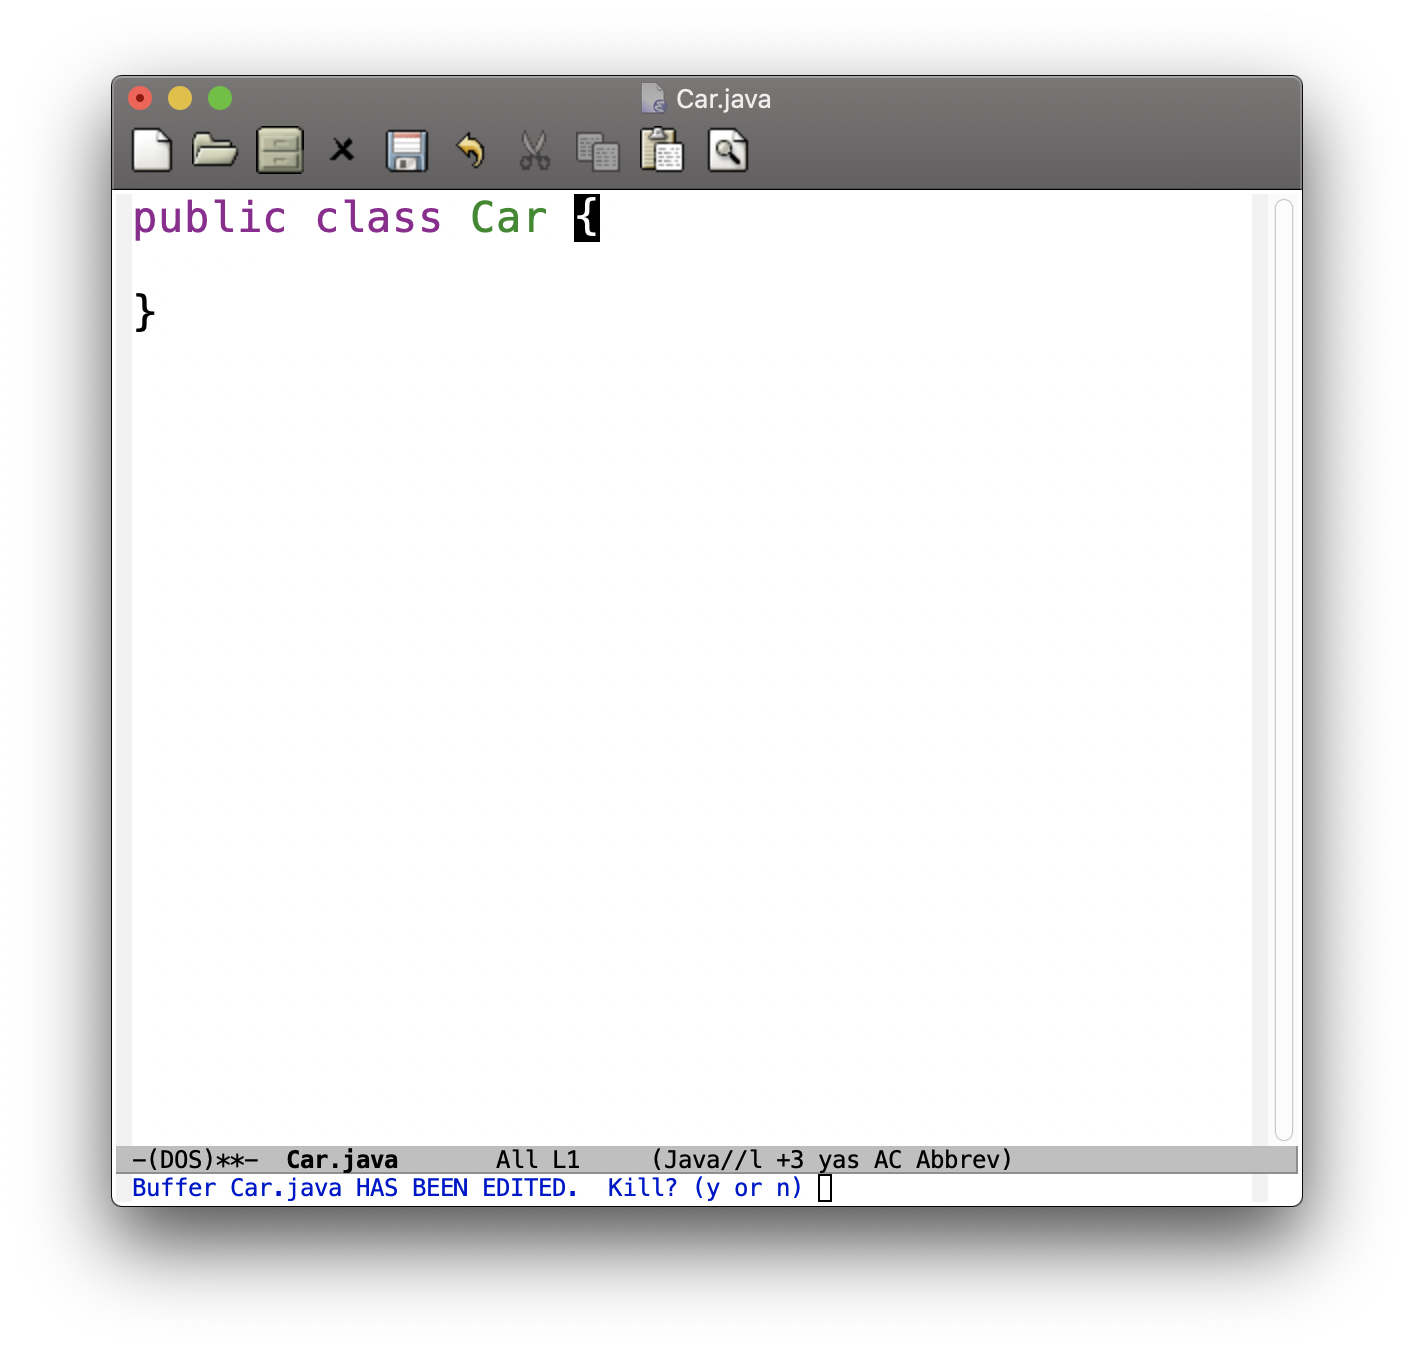 Car.java
public class Car {
}
-(DOS)**-  Car.java       All L1     (Java//l +3 yas AC Abbrev)
Buffer Car.java HAS BEEN EDITED.  Kill? (y or n)